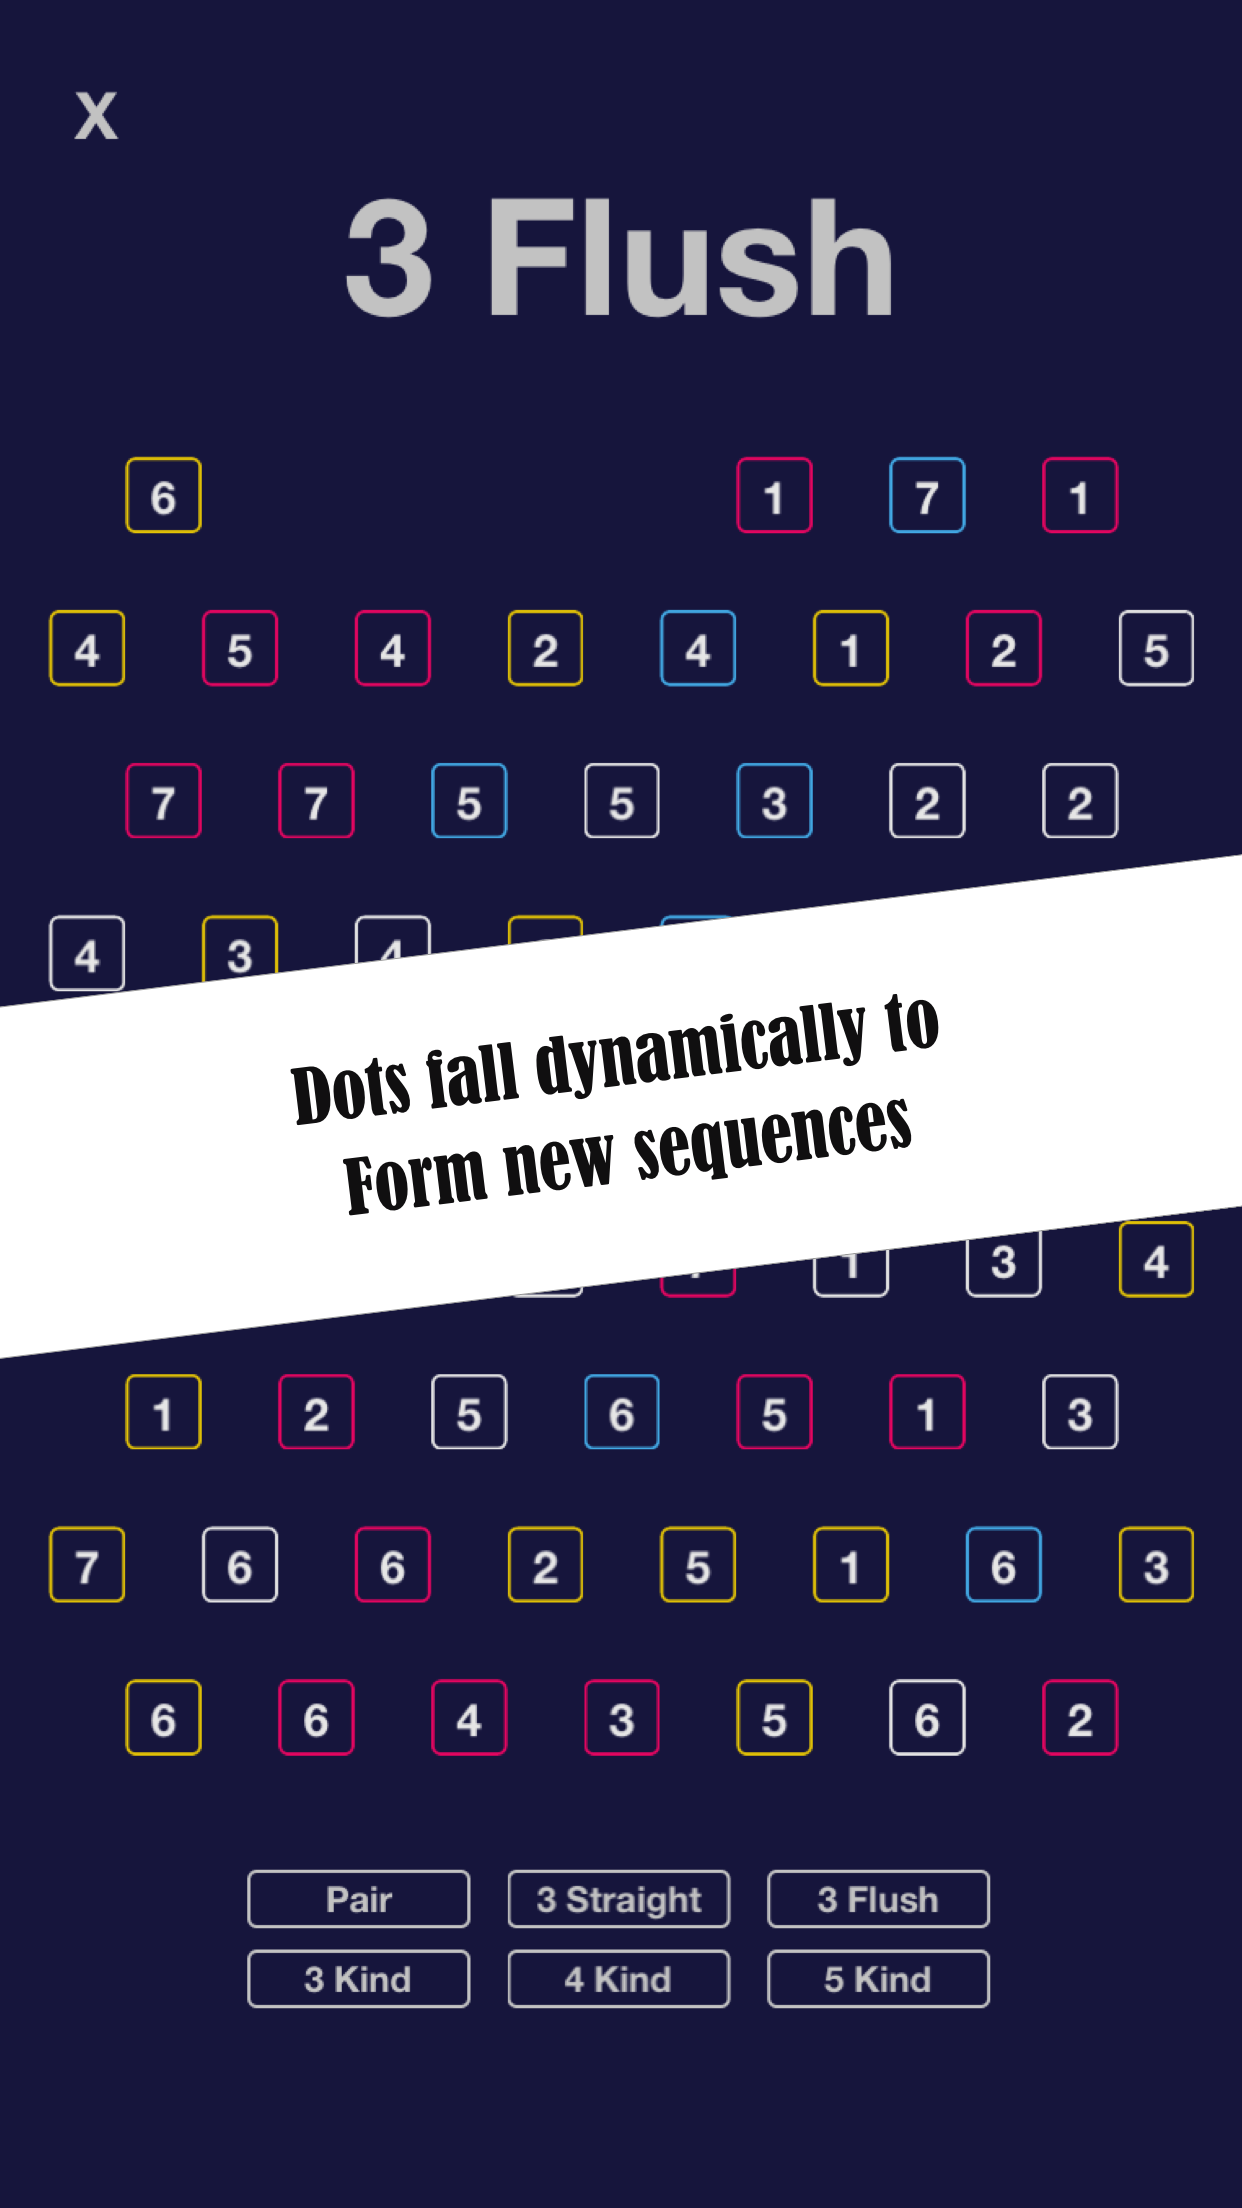 X
3 Flush
6 1 7 1
4 5 4 2 4 1 2 5
7 7 5 5 3 2 2
4 3 4
Dots fall dynamically to
Form new sequences
1 3 4
1 2 5 6 5 1 3
7 6 6 2 5 1 6 3
6 6 4 3 5 6 2
Pair 3 Straight 3 Flush
3 Kind 4 Kind 5 Kind